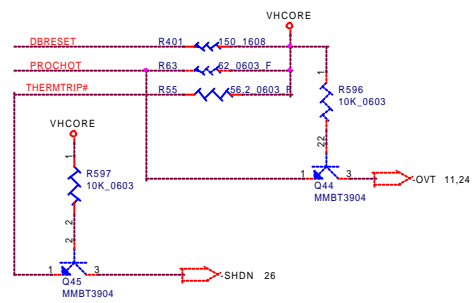 VHCORE
DBRESET R401 150_1608
PROCHOT R63 62_0603_F
THERMTRIP# R55 56.2_0603_F
1
R596
10K_0603
VHCORE
1
R597
10K_0603
22
1 3 -OVT 11,24
Q44
MMBT3904
2
2
1 3 -SHDN 26
Q45
MMBT3904